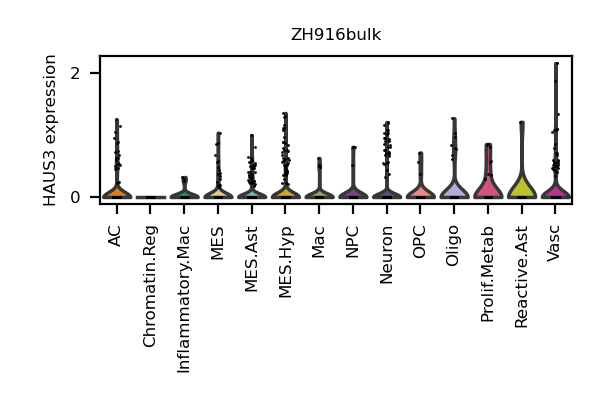 ZH916bulk
HAUS3 expression
2
0
AC
Chromatin.Reg
Inflammatory.Mac
MES
MES.Ast
MES.Hyp
Mac
NPC
Neuron
OPC
Oligo
Prolif.Metab
Reactive.Ast
Vasc